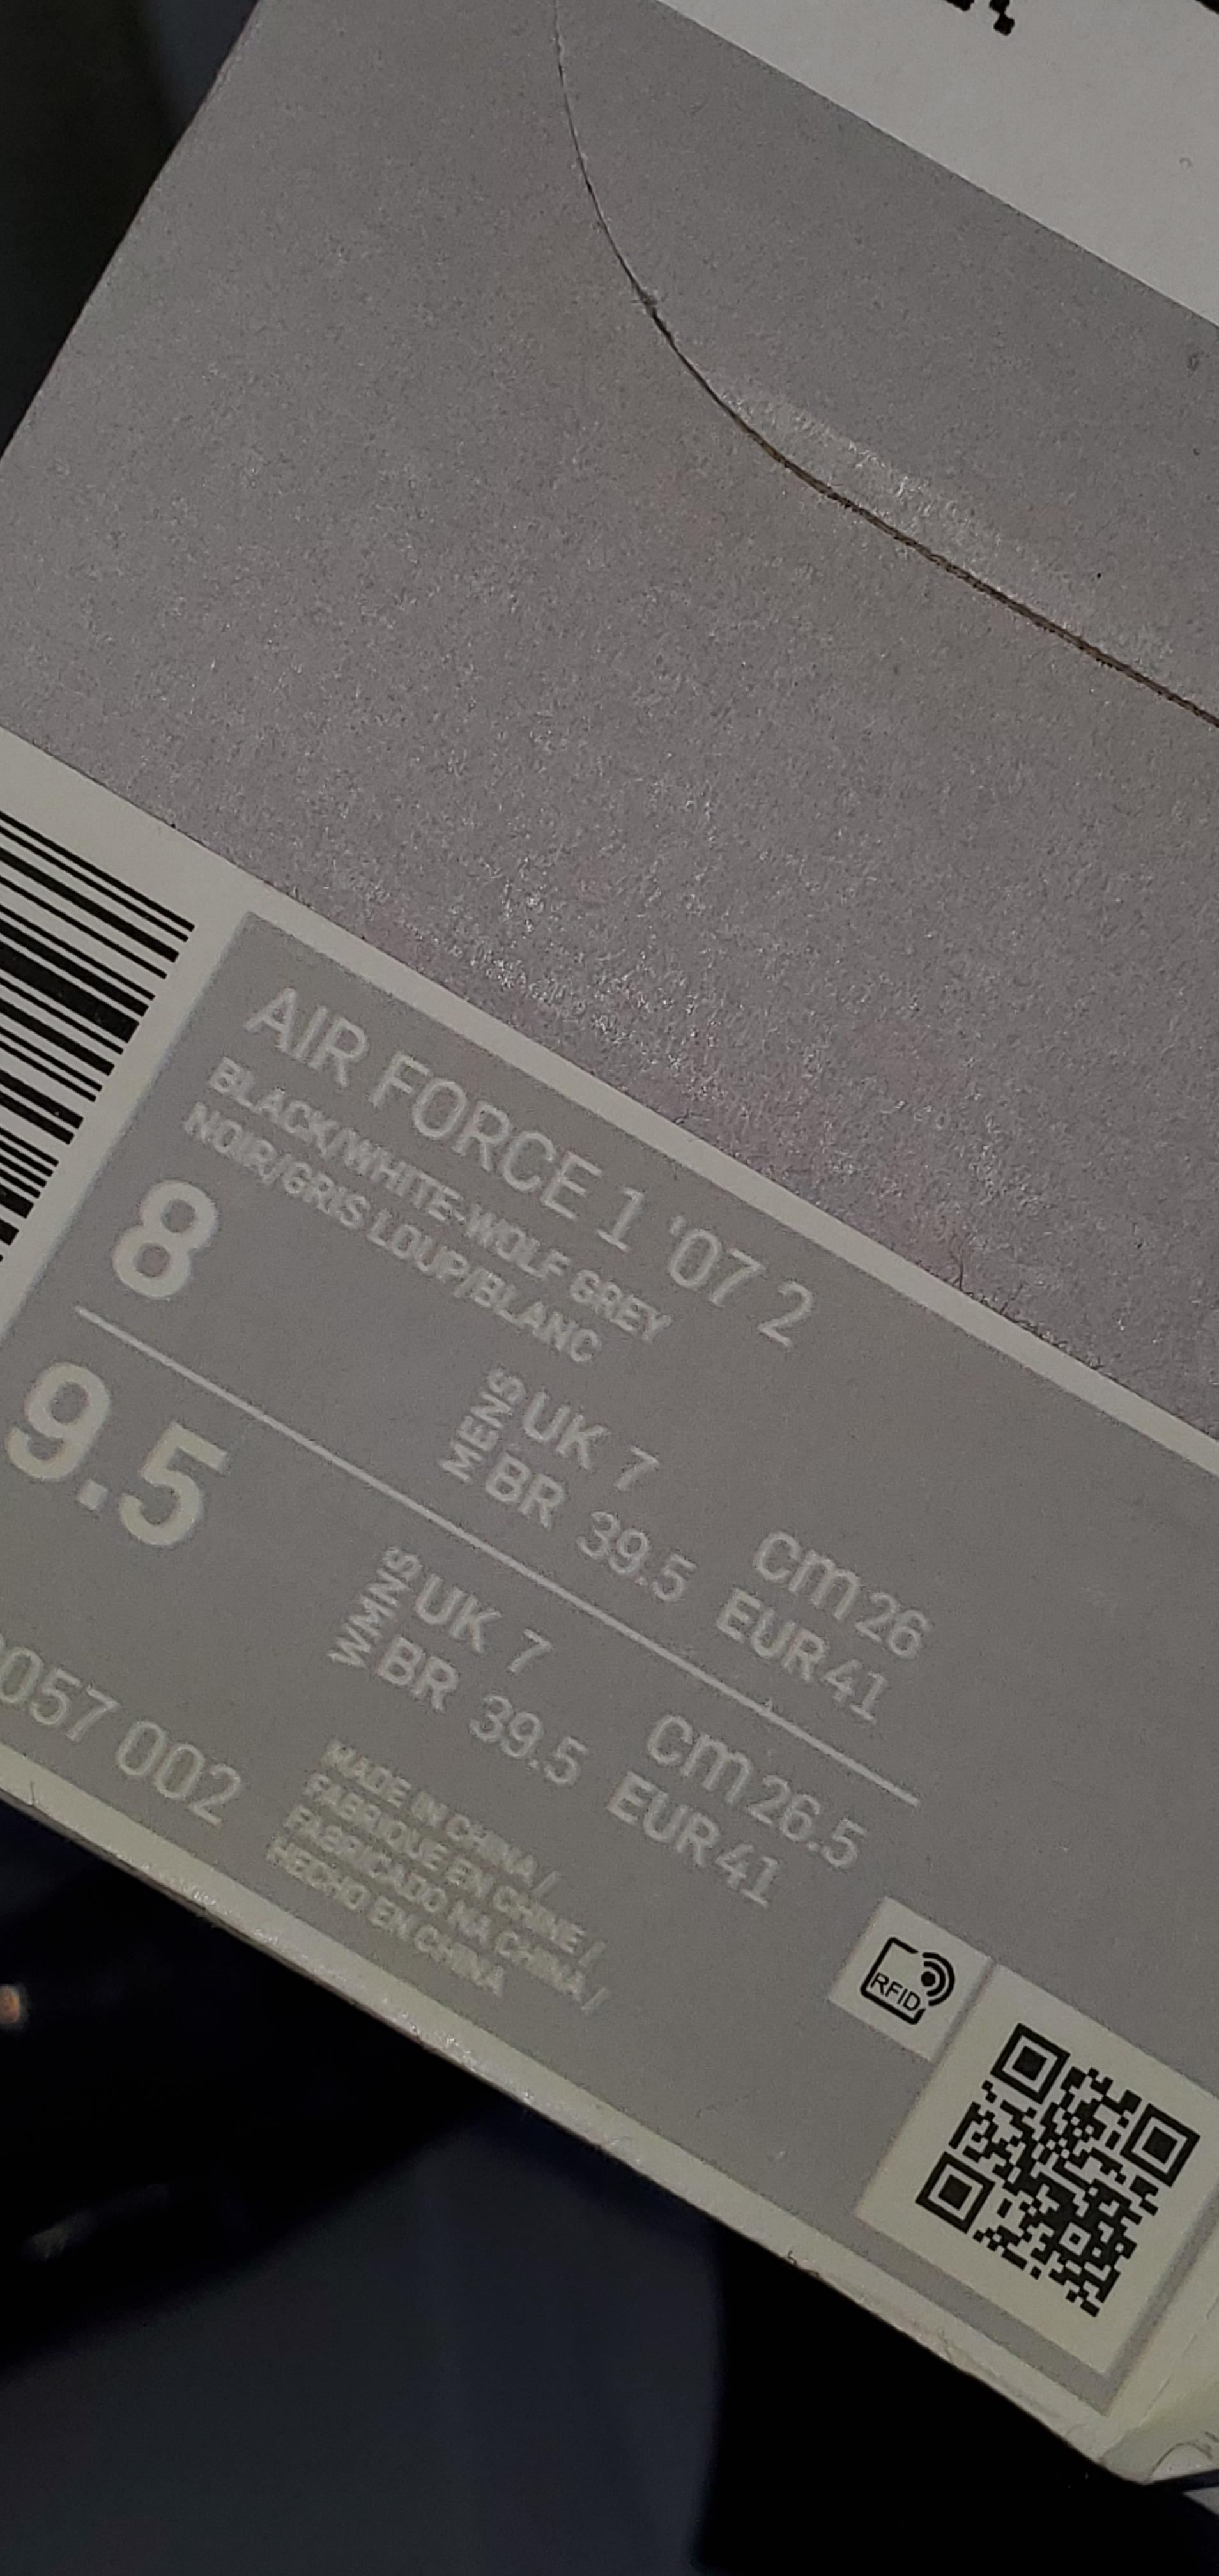 AIR FORCE 1 '07 2
BLACK/WHITE-WOLF GREY
NOIR/GRIS LOUP/BLANC
8
MENS
UK 7
cm 26
BR 39.5
EUR 41
9.5
WMNS
UK 7
cm 26.5
BR 39.5
EUR 41
0057 002
MADE IN CHINA /
FABRIQUE EN CHINE /
FABRICADO NA CHINA /
HECHO EN CHINA
RFID